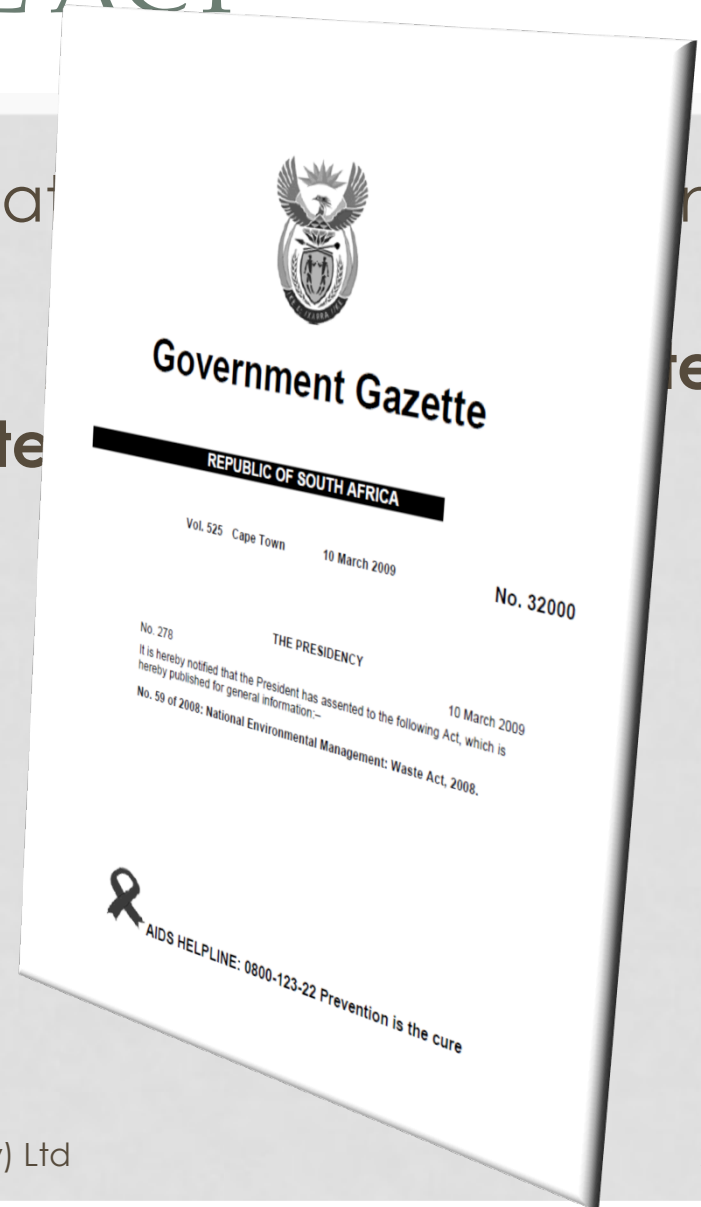 ACT
Government Gazette
REPUBLIC OF SOUTH AFRICA
Vol. 525 Cape Town 10 March 2009 No. 32000
No. 278 THE PRESIDENCY 10 March 2009
It is hereby notified that the President has assented to the following Act, which is
hereby published for general information:–
No. 59 of 2008: National Environmental Management: Waste Act, 2008.
AIDS HELPLINE: 0800-123-22 Prevention is the cure
) Ltd